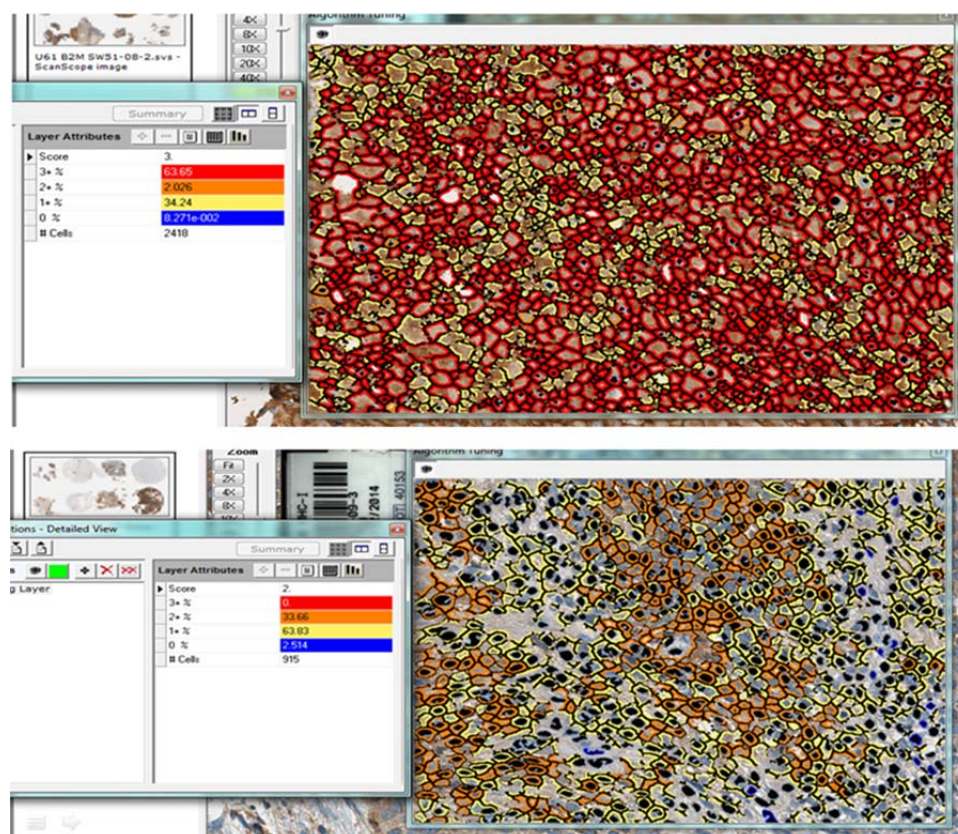 Algorithm Tuning
4X
8X
10X
20X
40X
U61 B2M SW51-08-2.svs -
ScanScope image
Summary
Layer Attributes
Score 3.
3+ % 63.65
2+ % 2.026
1+ % 34.24
0 % 8.271e-002
# Cells 2418
Zoom
Algorithm Tuning
Fit
2X
4X
8X
HC-I
09-3
/2014
40153
tions - Detailed View
Summary
g Layer
Layer Attributes
Score 2.
3+ % 0.
2+ % 33.66
1+ % 63.83
0 % 2.514
# Cells 915